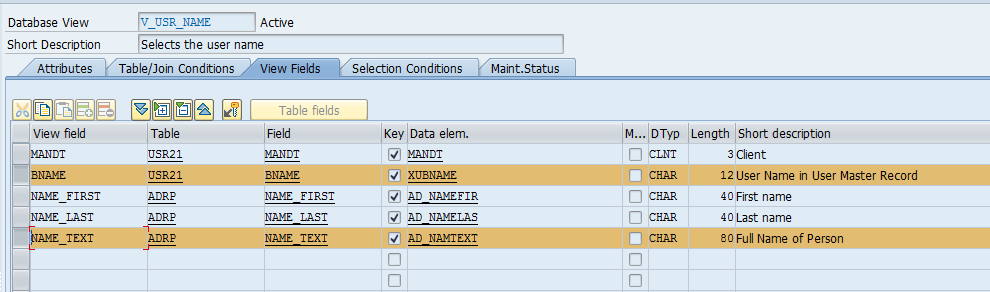 Database View V_USR_NAME Active
Short Description Selects the user name
Attributes Table/Join Conditions View Fields Selection Conditions Maint.Status
Table fields
View field Table Field Key Data elem. M... DTyp Length Short description
MANDT USR21 MANDT MANDT CLNT 3 Client
BNAME USR21 BNAME XUBNAME CHAR 12 User Name in User Master Record
NAME_FIRST ADRP NAME_FIRST AD_NAMEFIR CHAR 40 First name
NAME_LAST ADRP NAME_LAST AD_NAMELAS CHAR 40 Last name
NAME_TEXT ADRP NAME_TEXT AD_NAMTEXT CHAR 80 Full Name of Person